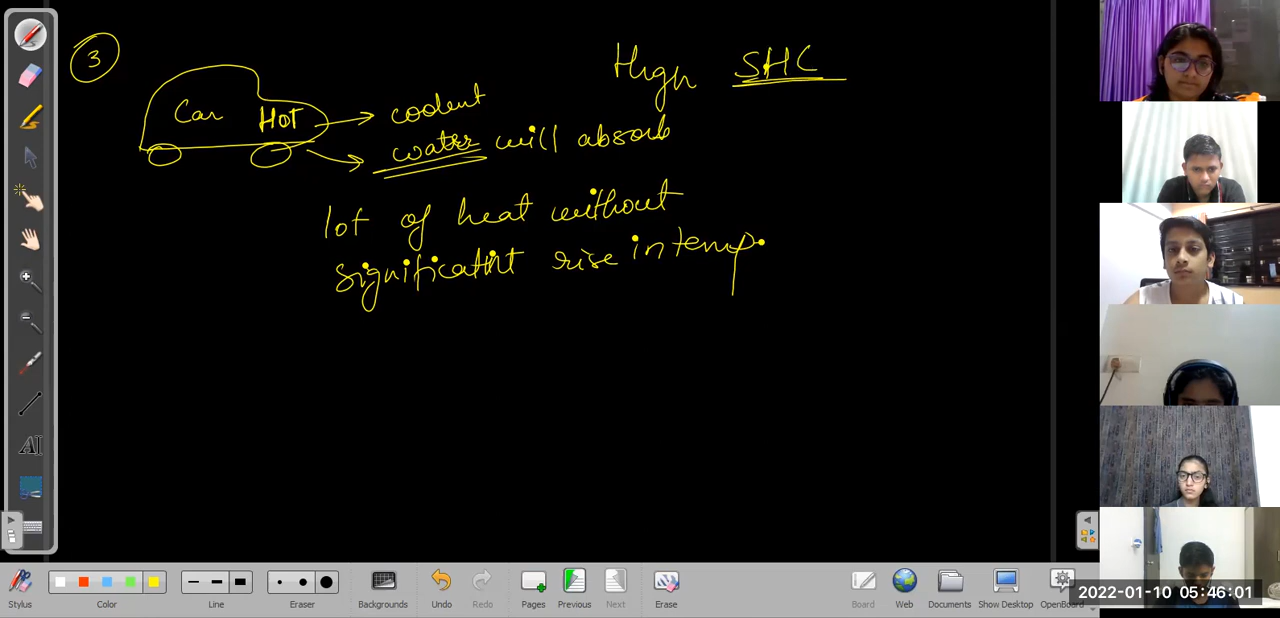 3
High SHC
Car HOT
coolent
water will absorb
lot of heat without
significant rise in temp.
Stylus
Color
Line
Eraser
Backgrounds
Undo
Redo
Pages
Previous
Next
Erase
Board
Web
Documents
Show Desktop
OpenBoard
2022-01-10 05:46:01